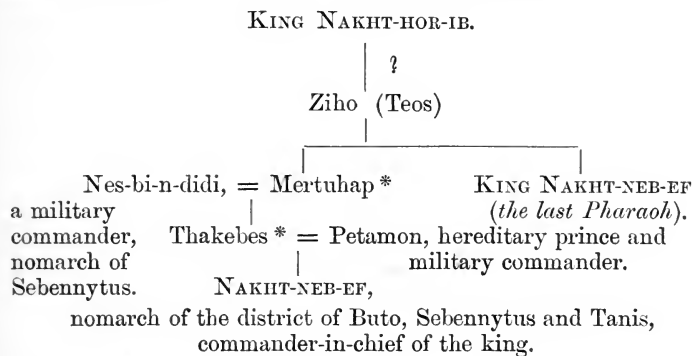 KING NAKHT-HOR-IB.
?
Ziho (Teos)
Nes-bi-n-didi, = Mertuhap * KING NAKHT-NEB-EF
a military (the last Pharaoh).
commander, Thakebes * = Petamon, hereditary prince and
nomarch of military commander.
Sebennytus. NAKHT-NEB-EF,
nomarch of the district of Buto, Sebennytus and Tanis,
commander-in-chief of the king.